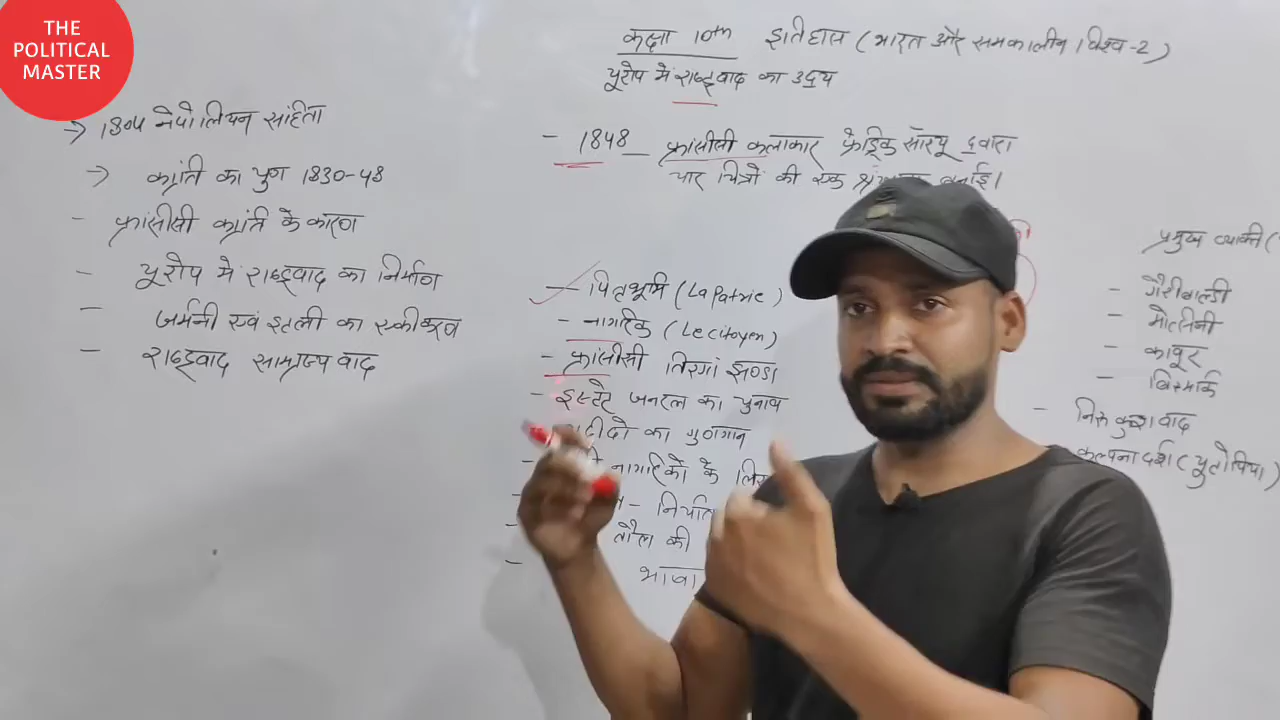 THE
POLITICAL
MASTER
कक्षा 10th इतिहास (भारत और समकालीन विश्व-2)
यूरोप में राष्ट्रवाद का उदय
→ 1804 नेपोलियन संहिता
→ क्रांति का युग 1830-48
- फ्रांसीसी क्रांति के कारण
- यूरोप में राष्ट्रवाद का निर्माण
- जर्मनी एवं इटली का एकीकरण
- राष्ट्रवाद साम्राज्यवाद
- 1848 फ्रांसीसी कलाकार फ्रेड्रिक सॉरयू द्वारा
चार चित्रों की एक बनाई।
- पितृभूमि (La Patrie)
- नागरिक (Le citoyen)
- फ्रांसीसी तिरंगा झण्डा
- इस्टेट जनरल का चुनाव
का गुणगान
नागरिकों के लिए
तौल की
भाषा
प्रमुख व्यक्ति (
- गैरीबाल्डी
- मेत्सिनी
- कावूर
- बिस्मार्क
- निरंकुशवाद
कल्पनादर्श (यूतोपिया)